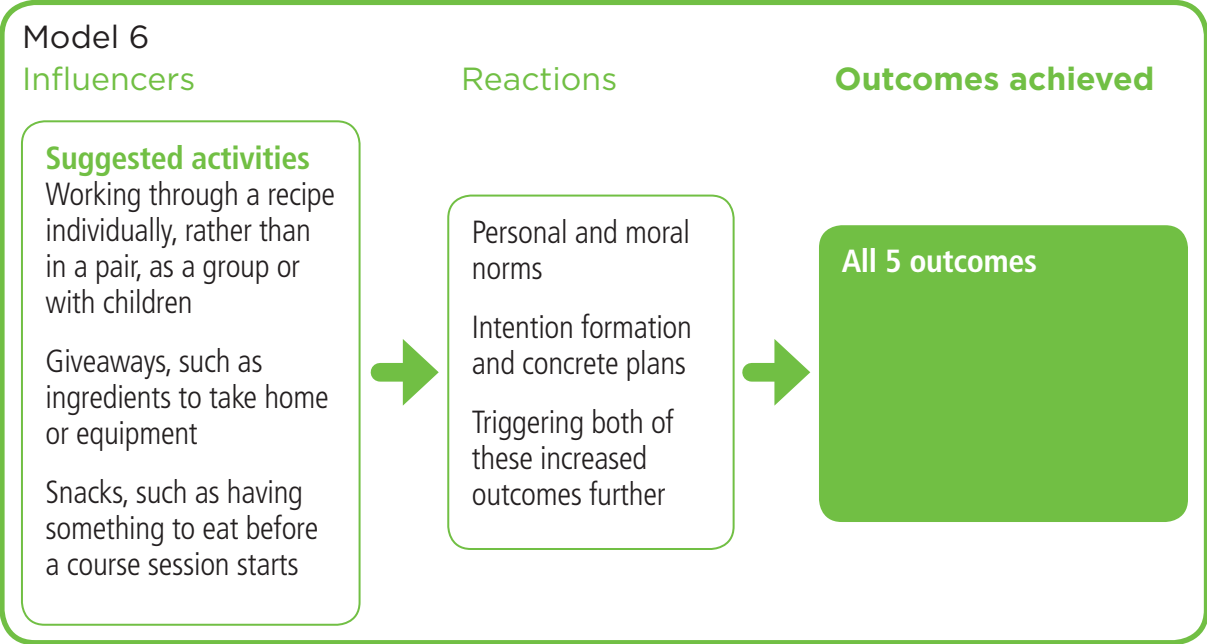 Model 6
Influencers
Reactions
Outcomes achieved
Suggested activities
Working through a recipe
individually, rather than
in a pair, as a group or
with children
Giveaways, such as
ingredients to take home
or equipment
Snacks, such as having
something to eat before
a course session starts
Personal and moral
norms
Intention formation
and concrete plans
Triggering both of
these increased
outcomes further
All 5 outcomes